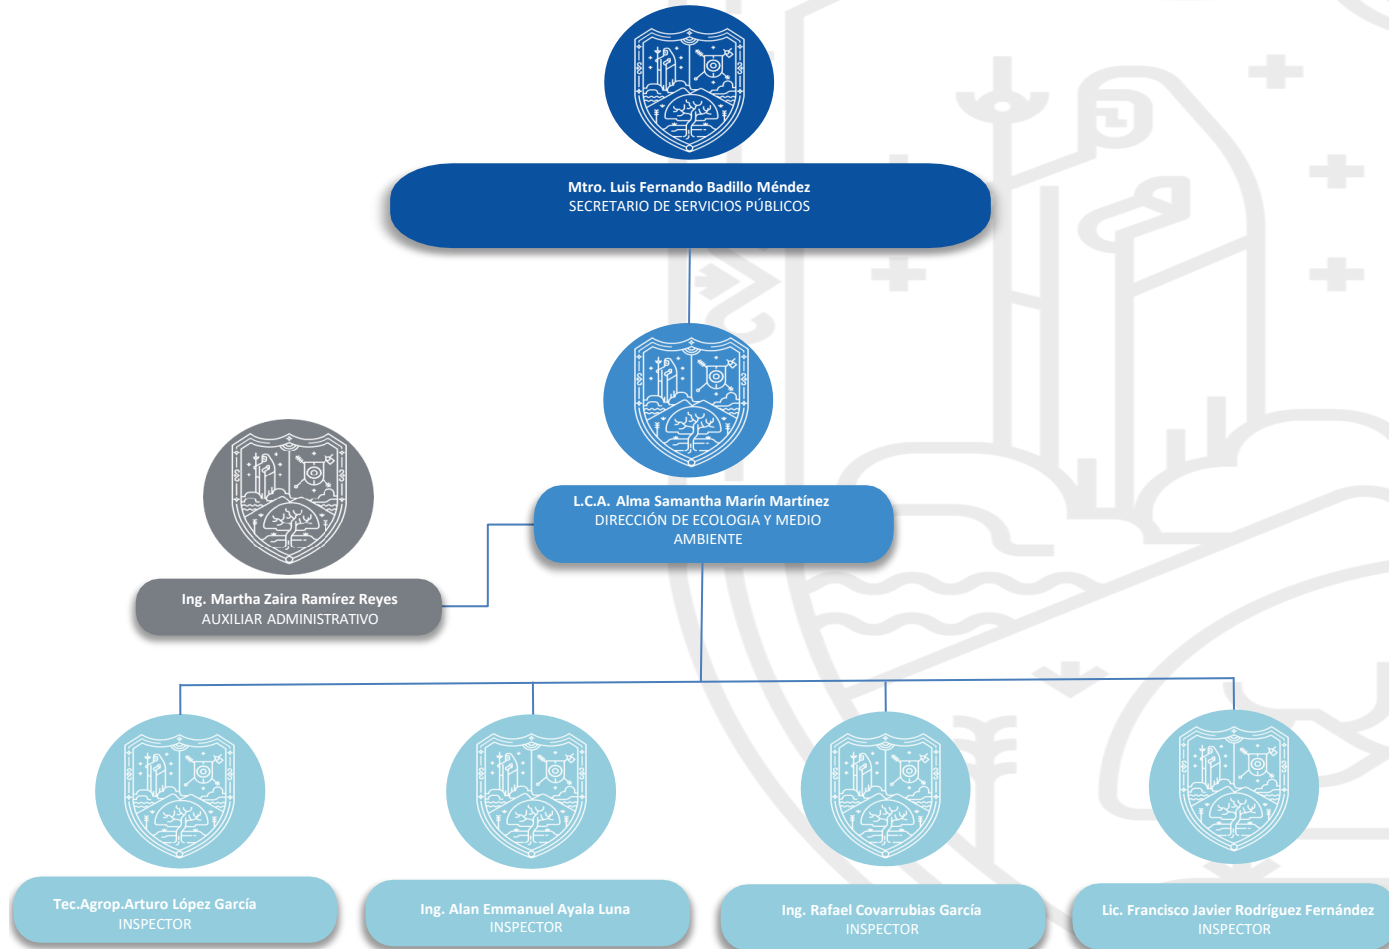 Mtro. Luis Fernando Badillo Méndez
SECRETARIO DE SERVICIOS PÚBLICOS
L.C.A. Alma Samantha Marín Martínez
DIRECCIÓN DE ECOLOGIA Y MEDIO
AMBIENTE
Ing. Martha Zaira Ramírez Reyes
AUXILIAR ADMINISTRATIVO
Tec.Agrop.Arturo López García
INSPECTOR
Ing. Alan Emmanuel Ayala Luna
INSPECTOR
Ing. Rafael Covarrubias García
INSPECTOR
Lic. Francisco Javier Rodríguez Fernández
INSPECTOR